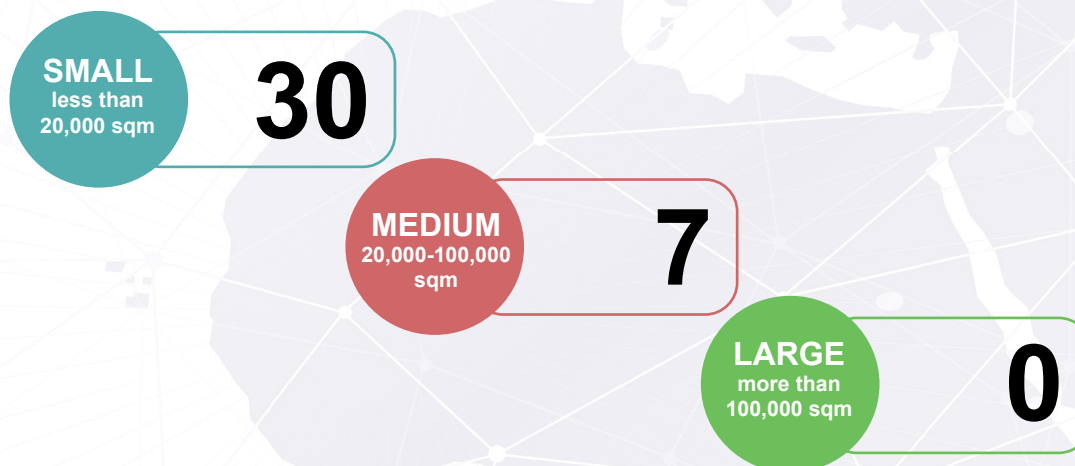 SMALL
less than
20,000 sqm
30
MEDIUM
20,000-100,000
sqm
7
LARGE
more than
100,000 sqm
0